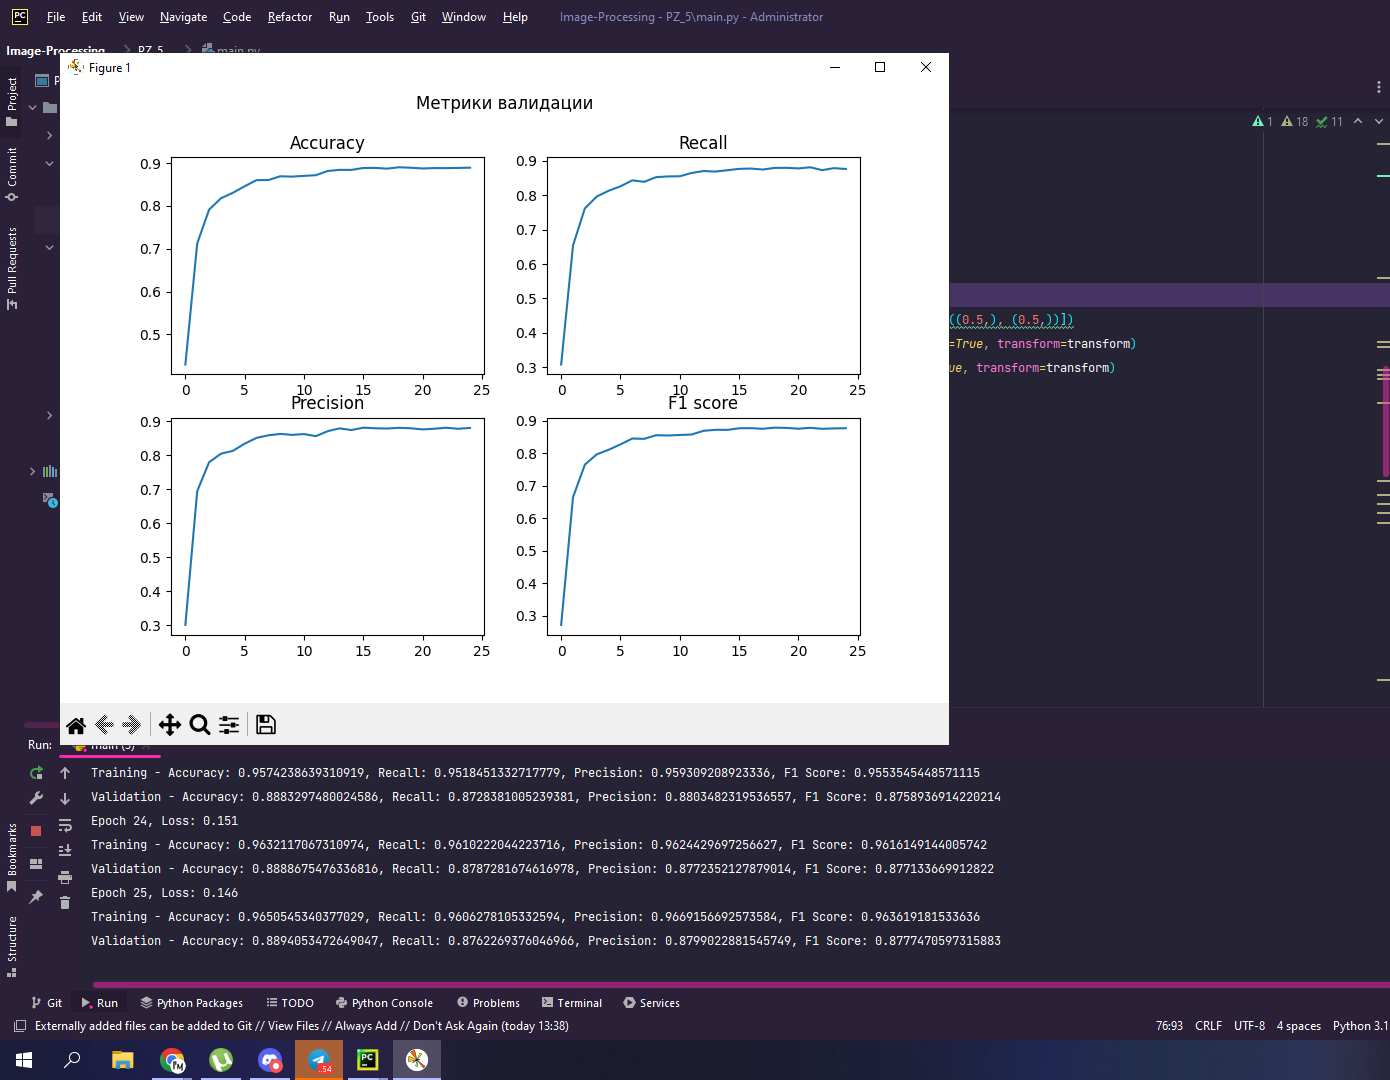 PC File Edit View Navigate Code Refactor Run Tools Git Window Help Image-Processing - PZ_5\main.py - Administrator
Image-Processing PZ_5 main.py
Figure 1
Project
Commit
Pull Requests
Метрики валидации
Accuracy
0.9
0.8
0.7
0.6
0.5
0 5 10 15 20 25
Recall
0.9
0.8
0.7
0.6
0.5
0.4
0.3
0 5 10 15 20 25
Precision
0.9
0.8
0.7
0.6
0.5
0.4
0.3
0 5 10 15 20 25
F1 score
0.9
0.8
0.7
0.6
0.5
0.4
0.3
0 5 10 15 20 25
1 18 11
((0.5,), (0.5,))])
=True, transform=transform)
ue, transform=transform)
Run: main (3)
Training - Accuracy: 0.9574238639310919, Recall: 0.9518451332717779, Precision: 0.959309208923336, F1 Score: 0.9553545448571115
Validation - Accuracy: 0.8883297480024586, Recall: 0.8728381005239381, Precision: 0.8803482319536557, F1 Score: 0.8758936914220214
Epoch 24, Loss: 0.151
Training - Accuracy: 0.9632117067310974, Recall: 0.9610222044223716, Precision: 0.9624429697256627, F1 Score: 0.9616149144005742
Validation - Accuracy: 0.8888675476336816, Recall: 0.8787281674616978, Precision: 0.8772352127879014, F1 Score: 0.877133669912822
Epoch 25, Loss: 0.146
Training - Accuracy: 0.9650545340377029, Recall: 0.9606278105332594, Precision: 0.9669156692573584, F1 Score: 0.963619181533636
Validation - Accuracy: 0.8894053472649047, Recall: 0.8762269376046966, Precision: 0.8799022881545749, F1 Score: 0.8777470597315883
Bookmarks
Structure
Git Run Python Packages TODO Python Console Problems Terminal Services
Externally added files can be added to Git // View Files // Always Add // Don't Ask Again (today 13:38) 76:93 CRLF UTF-8 4 spaces Python 3.1
PC